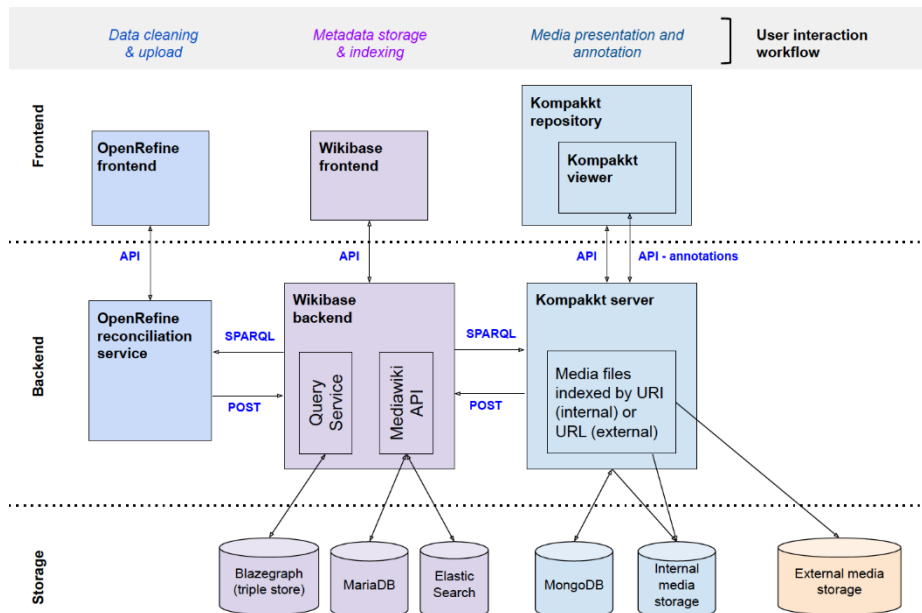 Data cleaning
& upload
Metadata storage
& indexing
Media presentation and
annotation
User interaction
workflow
Frontend
OpenRefine
frontend
Wikibase
frontend
Kompakkt
repository
Kompakkt
viewer
API
API
API
API - annotations
Backend
OpenRefine
reconciliation
service
SPARQL
POST
Wikibase
backend
Query
Service
Mediawiki
API
SPARQL
POST
Kompakkt server
Media files
indexed by URI
(internal) or
URL (external)
Storage
Blazegraph
(triple store)
MariaDB
Elastic
Search
MongoDB
Internal
media
storage
External media
storage